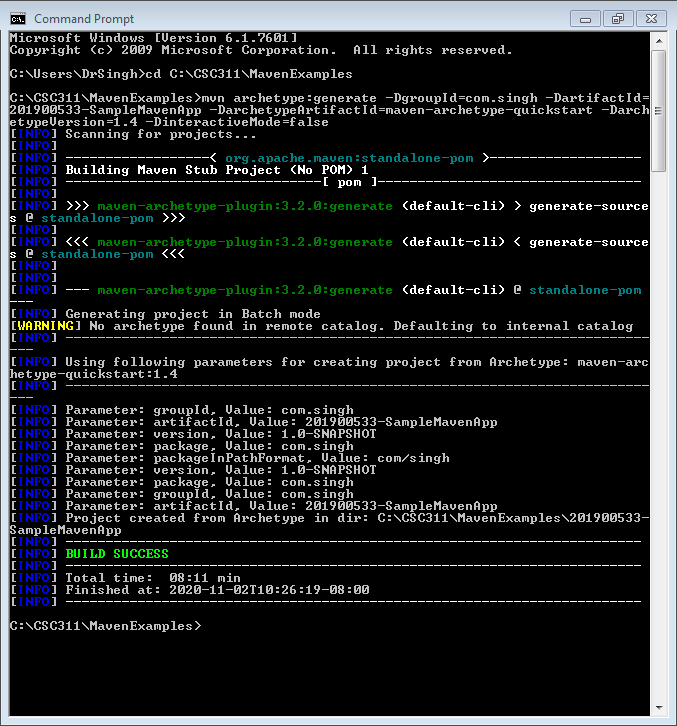 Command Prompt
Microsoft Windows [Version 6.1.7601]
Copyright (c) 2009 Microsoft Corporation.  All rights reserved.
C:\Users\DrSingh>cd C:\CSC311\MavenExamples
C:\CSC311\MavenExamples>mvn archetype:generate -DgroupId=com.singh -DartifactId=
201900533-SampleMavenApp -DarchetypeArtifactId=maven-archetype-quickstart -Darch
etypeVersion=1.4 -DinteractiveMode=false
[INFO] Scanning for projects...
[INFO]
[INFO] ------------------< org.apache.maven:standalone-pom >-------------------
[INFO] Building Maven Stub Project (No POM) 1
[INFO] --------------------------------[ pom ]---------------------------------
[INFO]
[INFO] >>> maven-archetype-plugin:3.2.0:generate (default-cli) > generate-source
s @ standalone-pom >>>
[INFO]
[INFO] <<< maven-archetype-plugin:3.2.0:generate (default-cli) < generate-source
s @ standalone-pom <<<
[INFO]
[INFO]
[INFO] --- maven-archetype-plugin:3.2.0:generate (default-cli) @ standalone-pom
---
[INFO] Generating project in Batch mode
[WARNING] No archetype found in remote catalog. Defaulting to internal catalog
[INFO] -------------------------------------------------------------------------
---
[INFO] Using following parameters for creating project from Archetype: maven-arc
hetype-quickstart:1.4
[INFO] -------------------------------------------------------------------------
---
[INFO] Parameter: groupId, Value: com.singh
[INFO] Parameter: artifactId, Value: 201900533-SampleMavenApp
[INFO] Parameter: version, Value: 1.0-SNAPSHOT
[INFO] Parameter: package, Value: com.singh
[INFO] Parameter: packageInPathFormat, Value: com/singh
[INFO] Parameter: version, Value: 1.0-SNAPSHOT
[INFO] Parameter: package, Value: com.singh
[INFO] Parameter: groupId, Value: com.singh
[INFO] Parameter: artifactId, Value: 201900533-SampleMavenApp
[INFO] Project created from Archetype in dir: C:\CSC311\MavenExamples\201900533-
SampleMavenApp
[INFO] ------------------------------------------------------------------------
[INFO] BUILD SUCCESS
[INFO] ------------------------------------------------------------------------
[INFO] Total time:  08:11 min
[INFO] Finished at: 2020-11-02T10:26:19-08:00
[INFO] ------------------------------------------------------------------------
C:\CSC311\MavenExamples>